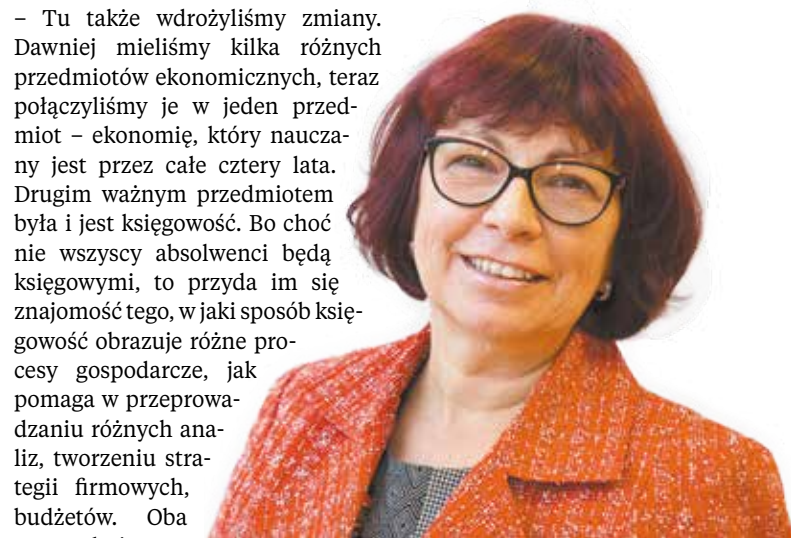 – Tu także wdrożyliśmy zmiany.
Dawniej mieliśmy kilka różnych
przedmiotów ekonomicznych, teraz
połączyliśmy je w jeden przed-
miot – ekonomię, który naucza-
ny jest przez całe cztery lata.
Drugim ważnym przedmiotem
była i jest księgowość. Bo choć
nie wszyscy absolwenci będą
księgowymi, to przyda im się
znajomość tego, w jaki sposób księ-
gowość obrazuje różne pro-
cesy gospodarcze, jak
pomaga w przeprowa-
dzaniu różnych ana-
liz, tworzeniu stra-
tegii firmowych,
budżetów. Oba